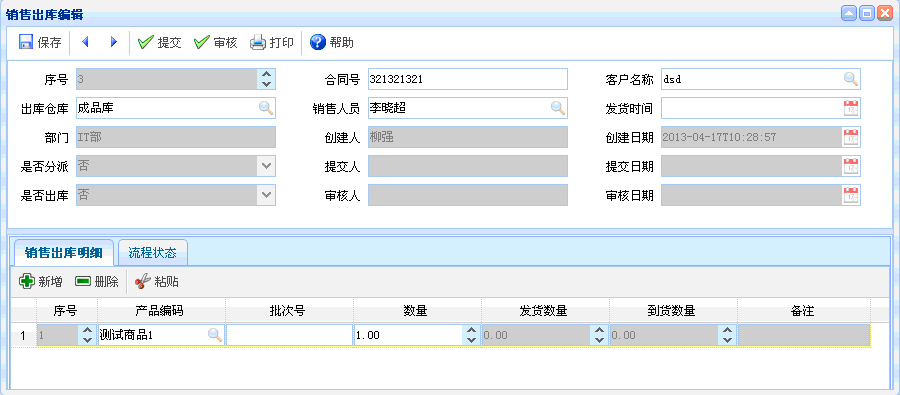 销售出库编辑
保存 提交 审核 打印 帮助
序号 3 合同号 321321321 客户名称 dsd
出库仓库 成品库 销售人员 李晓超 发货时间
部门 IT部 创建人 柳强 创建日期 2013-04-17T10:28:57
是否分派 否 提交人 提交日期
是否出库 否 审核人 审核日期
销售出库明细 流程状态
新增 删除 粘贴
序号 产品编码 批次号 数量 发货数量 到货数量 备注
1 1 测试商品1 1.00 0.00 0.00